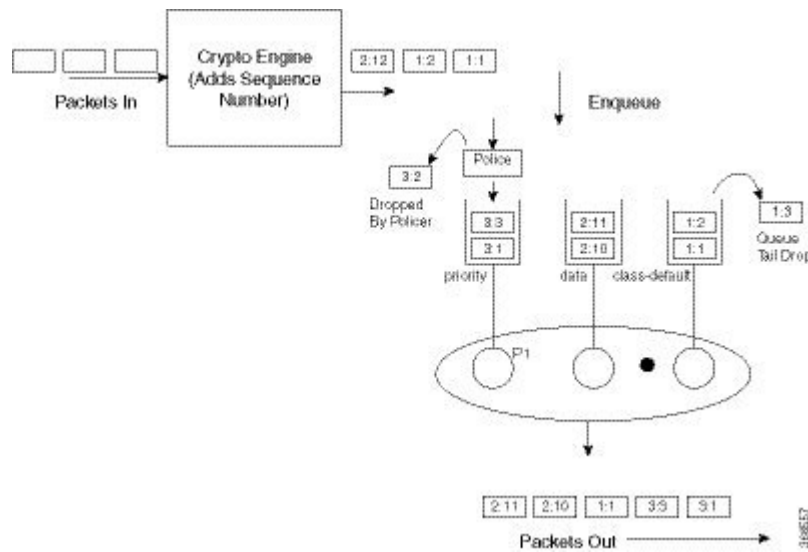 Crypto Engine
(Adds Sequence
Number)
2:12 1:2 1:1
Packets In
Enqueue
Police
3:2
Dropped
By Policer
1:3
Queue
Tail Drop
3:3 2:11 1:2
3:1 2:10 1:1
priority data class-default
P1
2:11 2:10 1:1 3:3 3:1
Packets Out